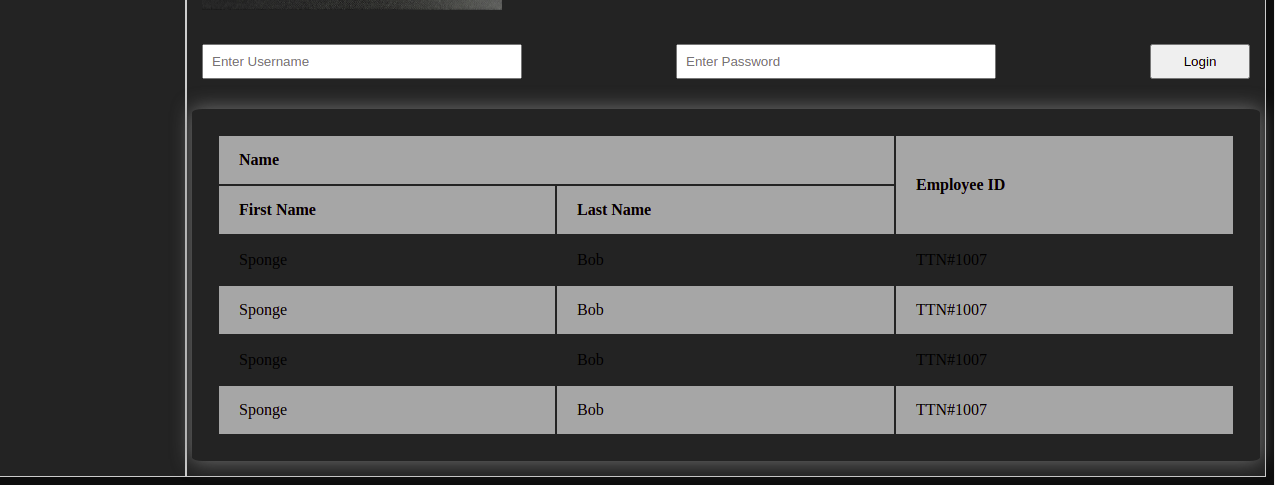 Enter Username Enter Password Login
Name
Employee ID
First Name Last Name
Sponge Bob TTN#1007
Sponge Bob TTN#1007
Sponge Bob TTN#1007
Sponge Bob TTN#1007